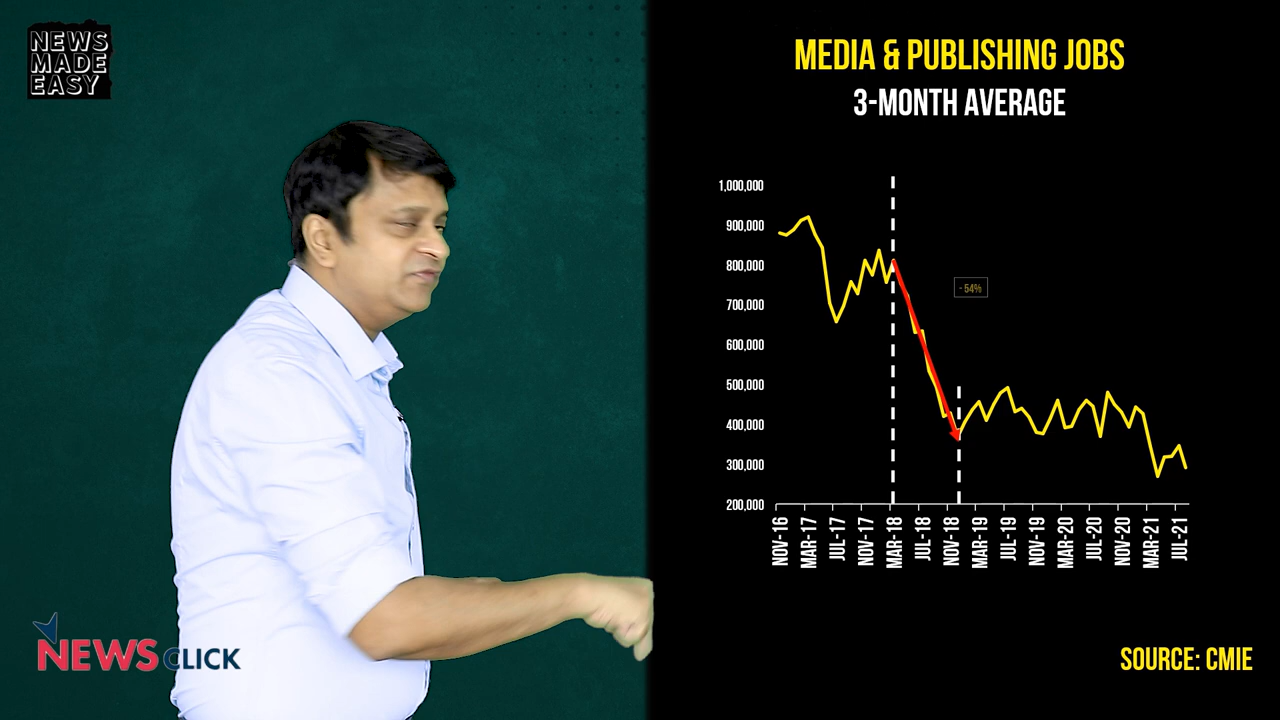 NEWS
MADE
EASY
MEDIA & PUBLISHING JOBS
3-MONTH AVERAGE
1,000,000
900,000
800,000
700,000
600,000
500,000
400,000
300,000
200,000
-54%
NOV-16
MAR-17
JUL-17
NOV-17
MAR-18
JUL-18
NOV-18
MAR-19
JUL-19
NOV-19
MAR-20
JUL-20
NOV-20
MAR-21
JUL-21
NEWSCLICK
SOURCE: CMIE